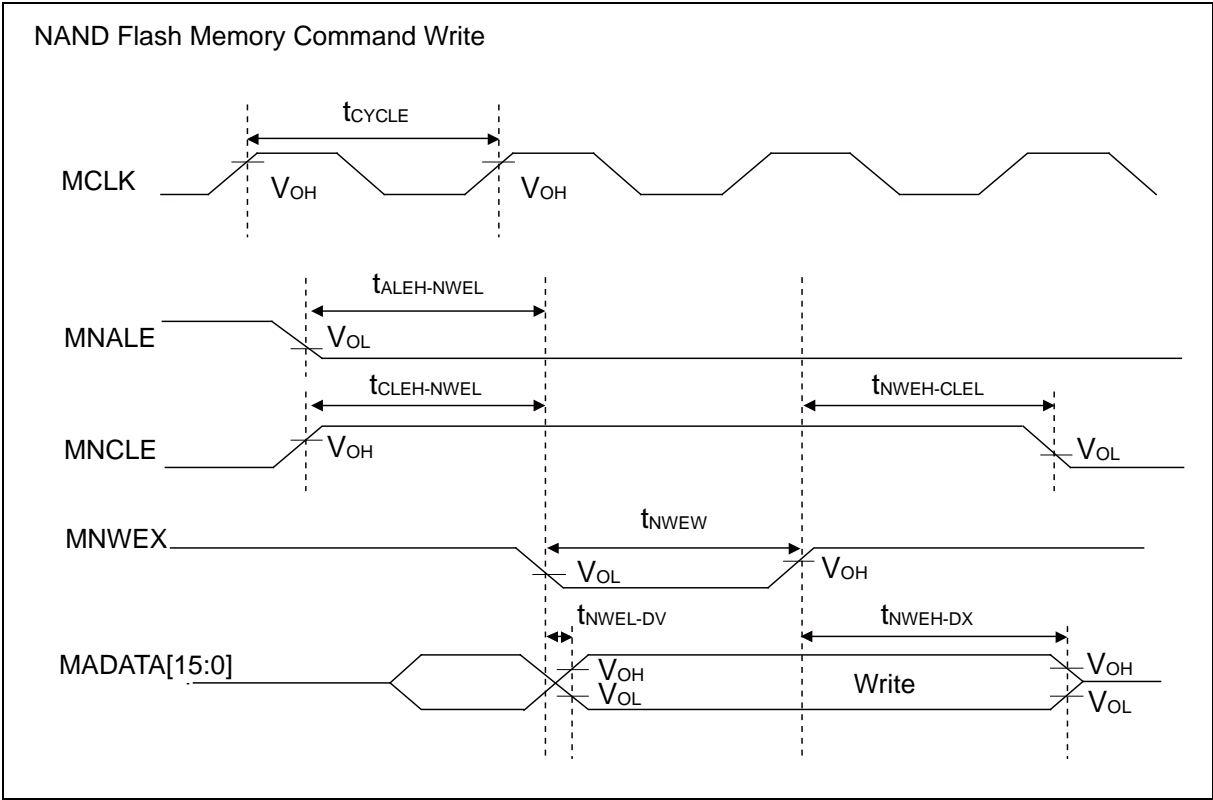 NAND Flash Memory Command Write
tCYCLE
MCLK
VOH VOH
tALEH-NWEL
MNALE
VOL
tCLEH-NWEL tNWEH-CLEL
MNCLE
VOH VOL
MNWEX
tNWEW
VOL VOH
tNWEL-DV tNWEH-DX
MADATA[15:0]
VOH VOH
VOL Write VOL